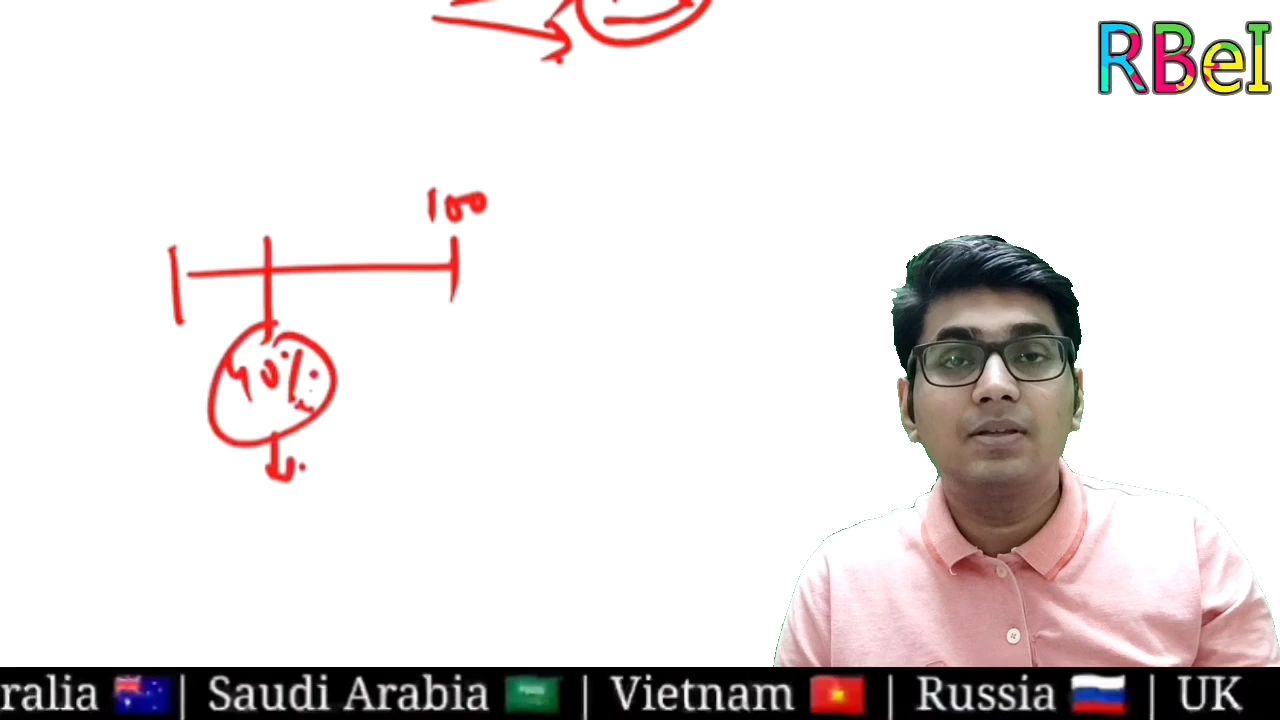 RBeI
100
40%
ralia 🇦🇺 | Saudi Arabia 🇸🇦 | Vietnam 🇻🇳 | Russia 🇷🇺 | UK